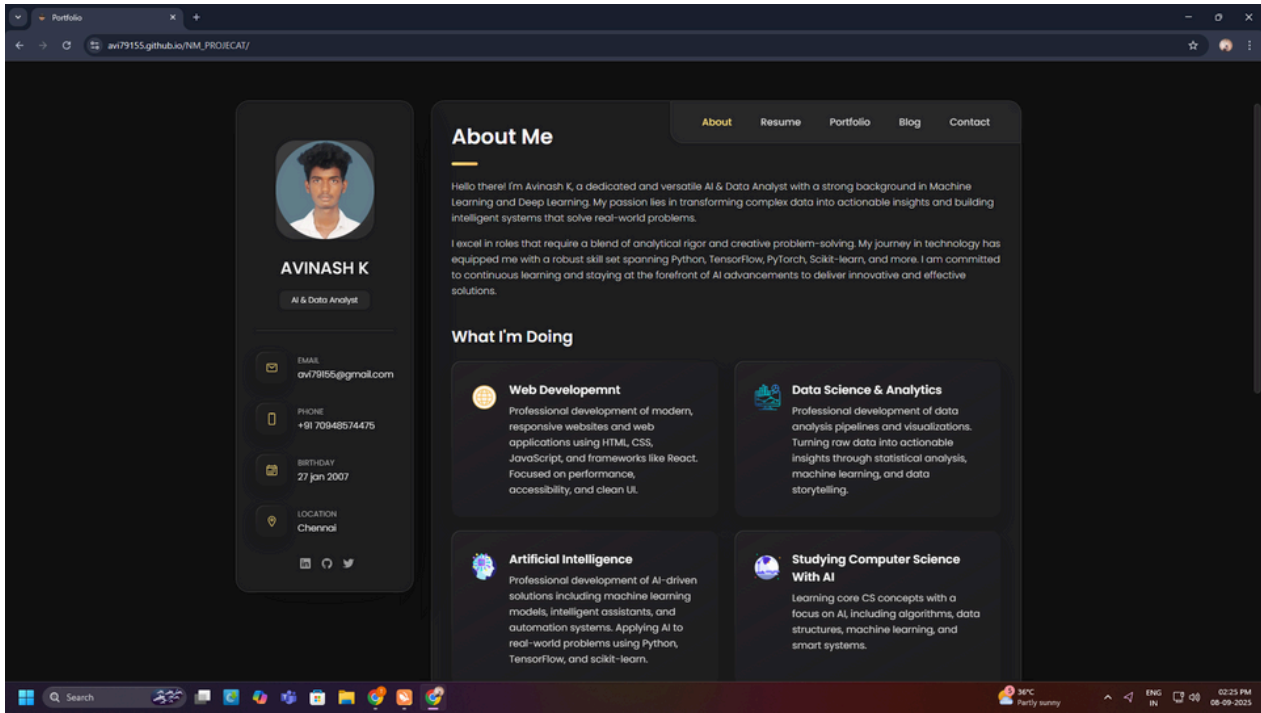 Portfolio
avi79155.github.io/NM_PROJECAT/
AVINASH K
AI & Data Analyst
EMAIL
avi79155@gmail.com
PHONE
+91 70948574475
BIRTHDAY
27 jan 2007
LOCATION
Chennai
About
Resume
Portfolio
Blog
Contact
About Me
Hello there! I'm Avinash K, a dedicated and versatile AI & Data Analyst with a strong background in Machine
Learning and Deep Learning. My passion lies in transforming complex data into actionable insights and building
intelligent systems that solve real-world problems.
I excel in roles that require a blend of analytical rigor and creative problem-solving. My journey in technology has
equipped me with a robust skill set spanning Python, TensorFlow, PyTorch, Scikit-learn, and more. I am committed
to continuous learning and staying at the forefront of AI advancements to deliver innovative and effective
solutions.
What I'm Doing
Web Developemnt
Professional development of modern,
responsive websites and web
applications using HTML, CSS,
JavaScript, and frameworks like React.
Focused on performance,
accessibility, and clean UI.
Data Science & Analytics
Professional development of data
analysis pipelines and visualizations.
Turning raw data into actionable
insights through statistical analysis,
machine learning, and data
storytelling.
Artificial Intelligence
Professional development of AI-driven
solutions including machine learning
models, intelligent assistants, and
automation systems. Applying AI to
real-world problems using Python,
TensorFlow, and scikit-learn.
Studying Computer Science
With AI
Learning core CS concepts with a
focus on AI, including algorithms, data
structures, machine learning, and
smart systems.
Search
36°C
Partly sunny
ENG
IN
02:25 PM
08-09-2025